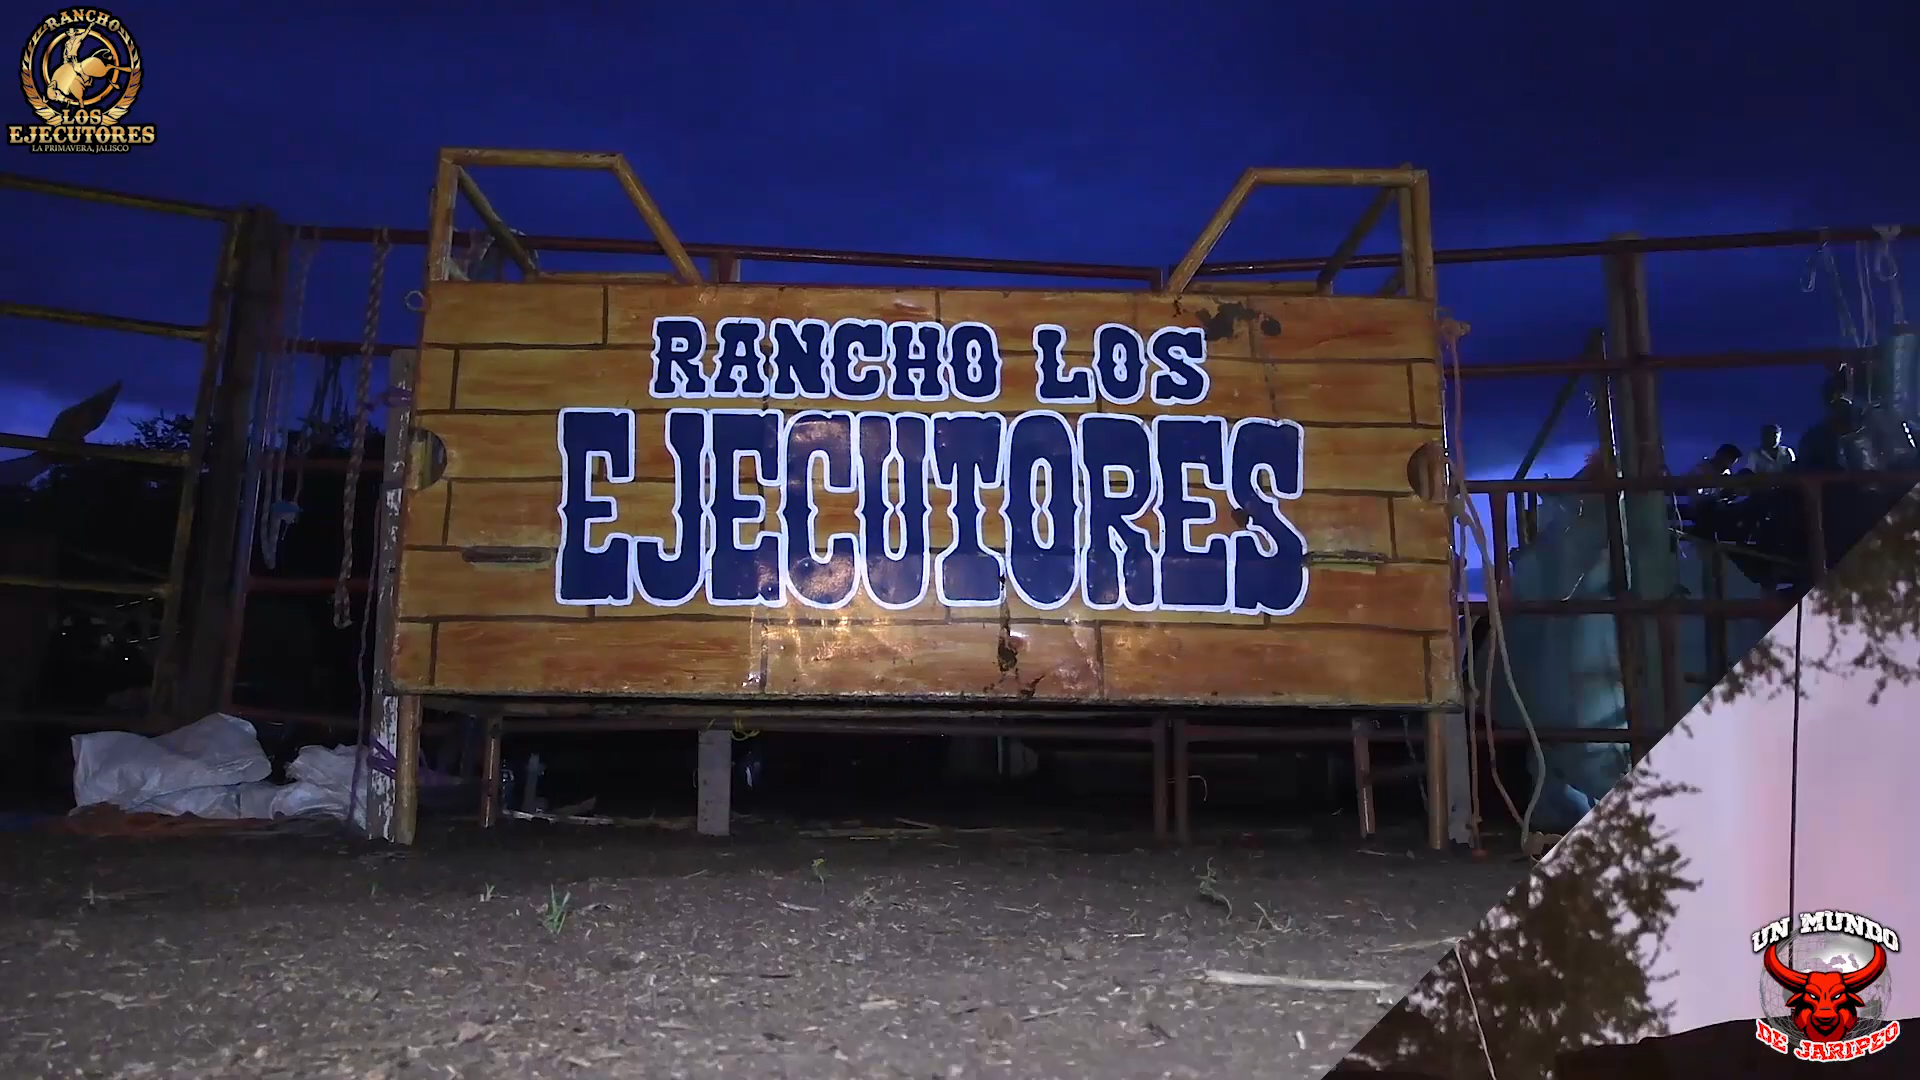 RANCHO
LOS
EJECUTORES
LA PRIMAVERA, JALISCO
RANCHO LOS
EJECUTORES
UN MUNDO
DE JARIPEO